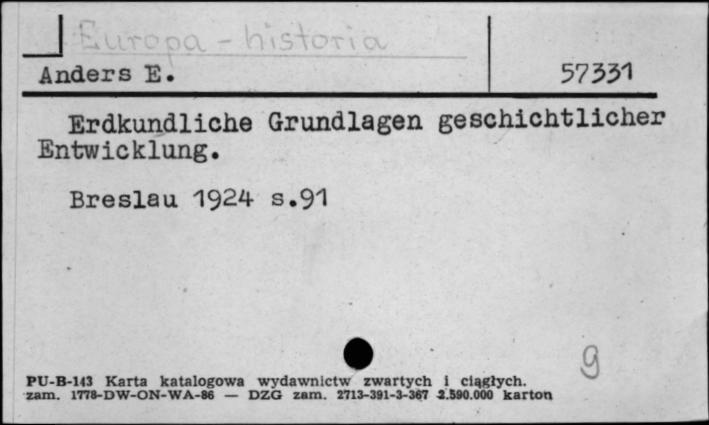 Europa - historia
Anders E. 57331
Erdkundliche Grundlagen geschichtlicher
Entwicklung.
Breslau 1924 s.91
g
PU-B-143 Karta katalogowa wydawnictw zwartych i ciągłych.
zam. 1778-DW-ON-WA-86 — DZG zam. 2713-391-3-367 2.590.000 karton